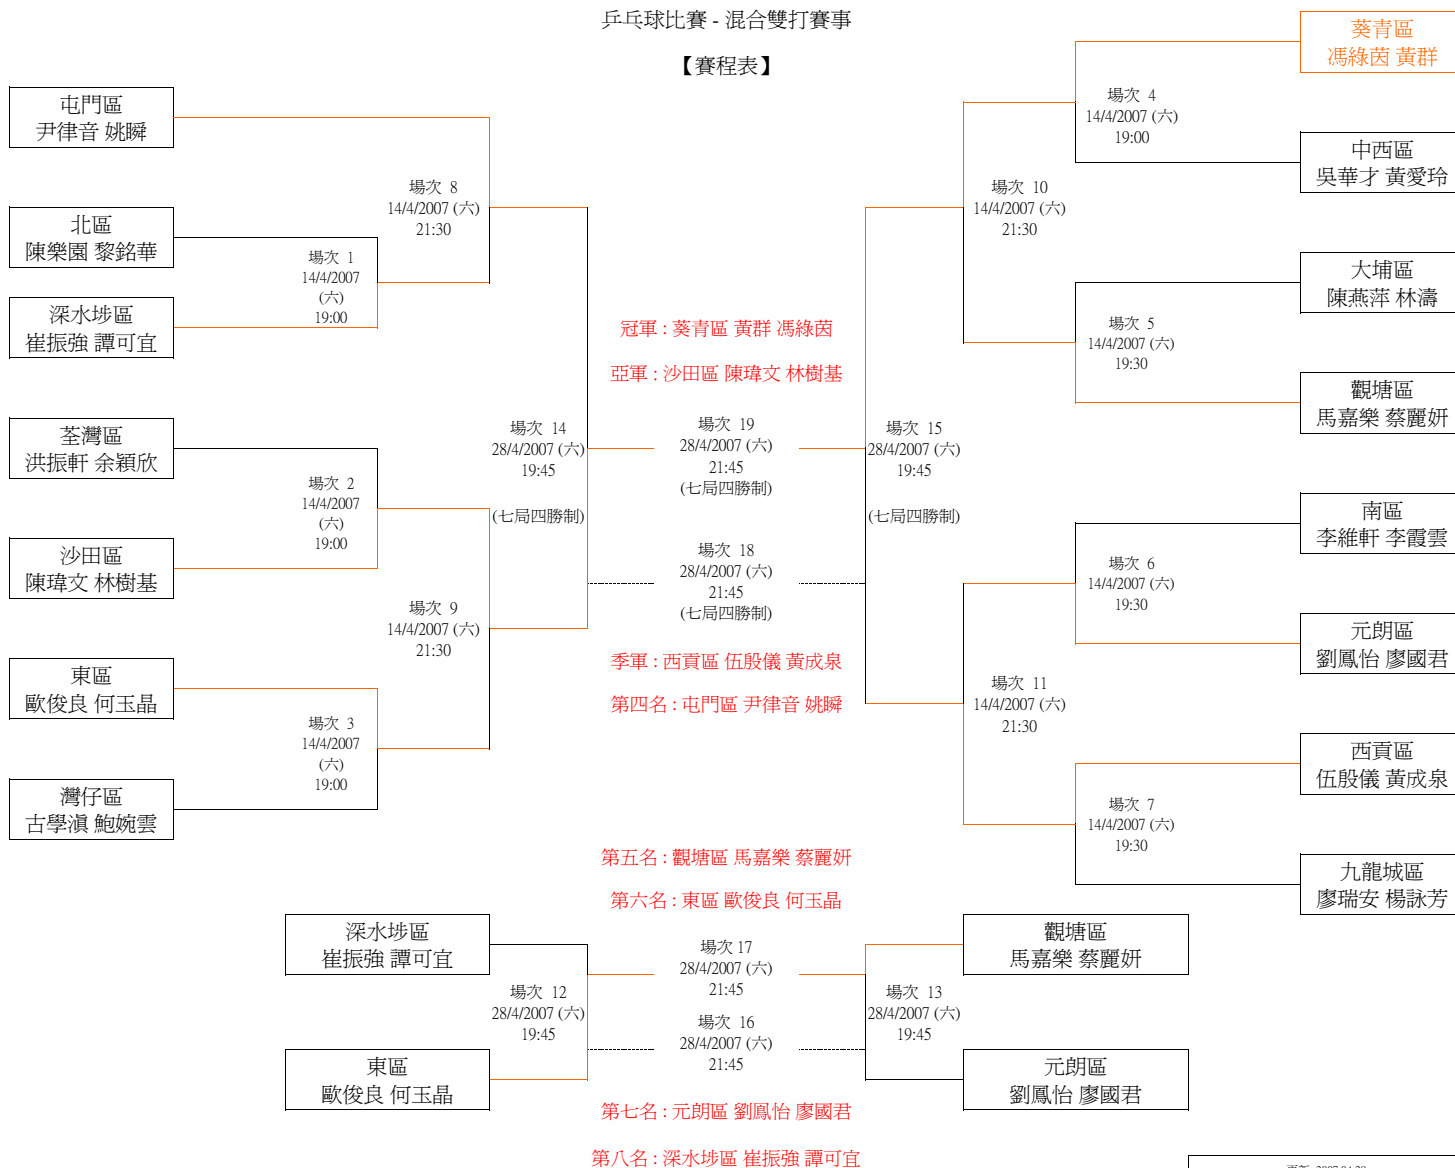 乒乓球比賽 - 混合雙打賽事
【賽程表】
屯門區
尹律音 姚瞬
北區
陳樂園 黎銘華
深水埗區
崔振強 譚可宜
荃灣區
洪振軒 余穎欣
沙田區
陳瑋文 林樹基
東區
歐俊良 何玉晶
灣仔區
古學滇 鮑婉雲
場次 1
14/4/2007
(六)
19:00
場次 2
14/4/2007
(六)
19:00
場次 3
14/4/2007
(六)
19:00
場次 8
14/4/2007 (六)
21:30
場次 9
14/4/2007 (六)
21:30
場次 14
28/4/2007 (六)
19:45
(七局四勝制)
冠軍 : 葵青區 黃群 馮綠茵
亞軍 : 沙田區 陳瑋文 林樹基
場次 19
28/4/2007 (六)
21:45
(七局四勝制)
場次 18
28/4/2007 (六)
21:45
(七局四勝制)
季軍 : 西貢區 伍殷儀 黃成泉
第四名 : 屯門區 尹律音 姚瞬
場次 15
28/4/2007 (六)
19:45
(七局四勝制)
場次 10
14/4/2007 (六)
21:30
場次 11
14/4/2007 (六)
21:30
場次 4
14/4/2007 (六)
19:00
場次 5
14/4/2007 (六)
19:30
場次 6
14/4/2007 (六)
19:30
場次 7
14/4/2007 (六)
19:30
葵青區
馮綠茵 黃群
中西區
吳華才 黃愛玲
大埔區
陳燕萍 林濤
觀塘區
馬嘉樂 蔡麗妍
南區
李維軒 李霞雲
元朗區
劉鳳怡 廖國君
西貢區
伍殷儀 黃成泉
九龍城區
廖瑞安 楊詠芳
第五名 : 觀塘區 馬嘉樂 蔡麗妍
第六名 : 東區 歐俊良 何玉晶
深水埗區
崔振強 譚可宜
東區
歐俊良 何玉晶
場次 12
28/4/2007 (六)
19:45
場次 17
28/4/2007 (六)
21:45
場次 16
28/4/2007 (六)
21:45
場次 13
28/4/2007 (六)
19:45
觀塘區
馬嘉樂 蔡麗妍
元朗區
劉鳳怡 廖國君
第七名 : 元朗區 劉鳳怡 廖國君
第八名 : 深水埗區 崔振強 譚可宜